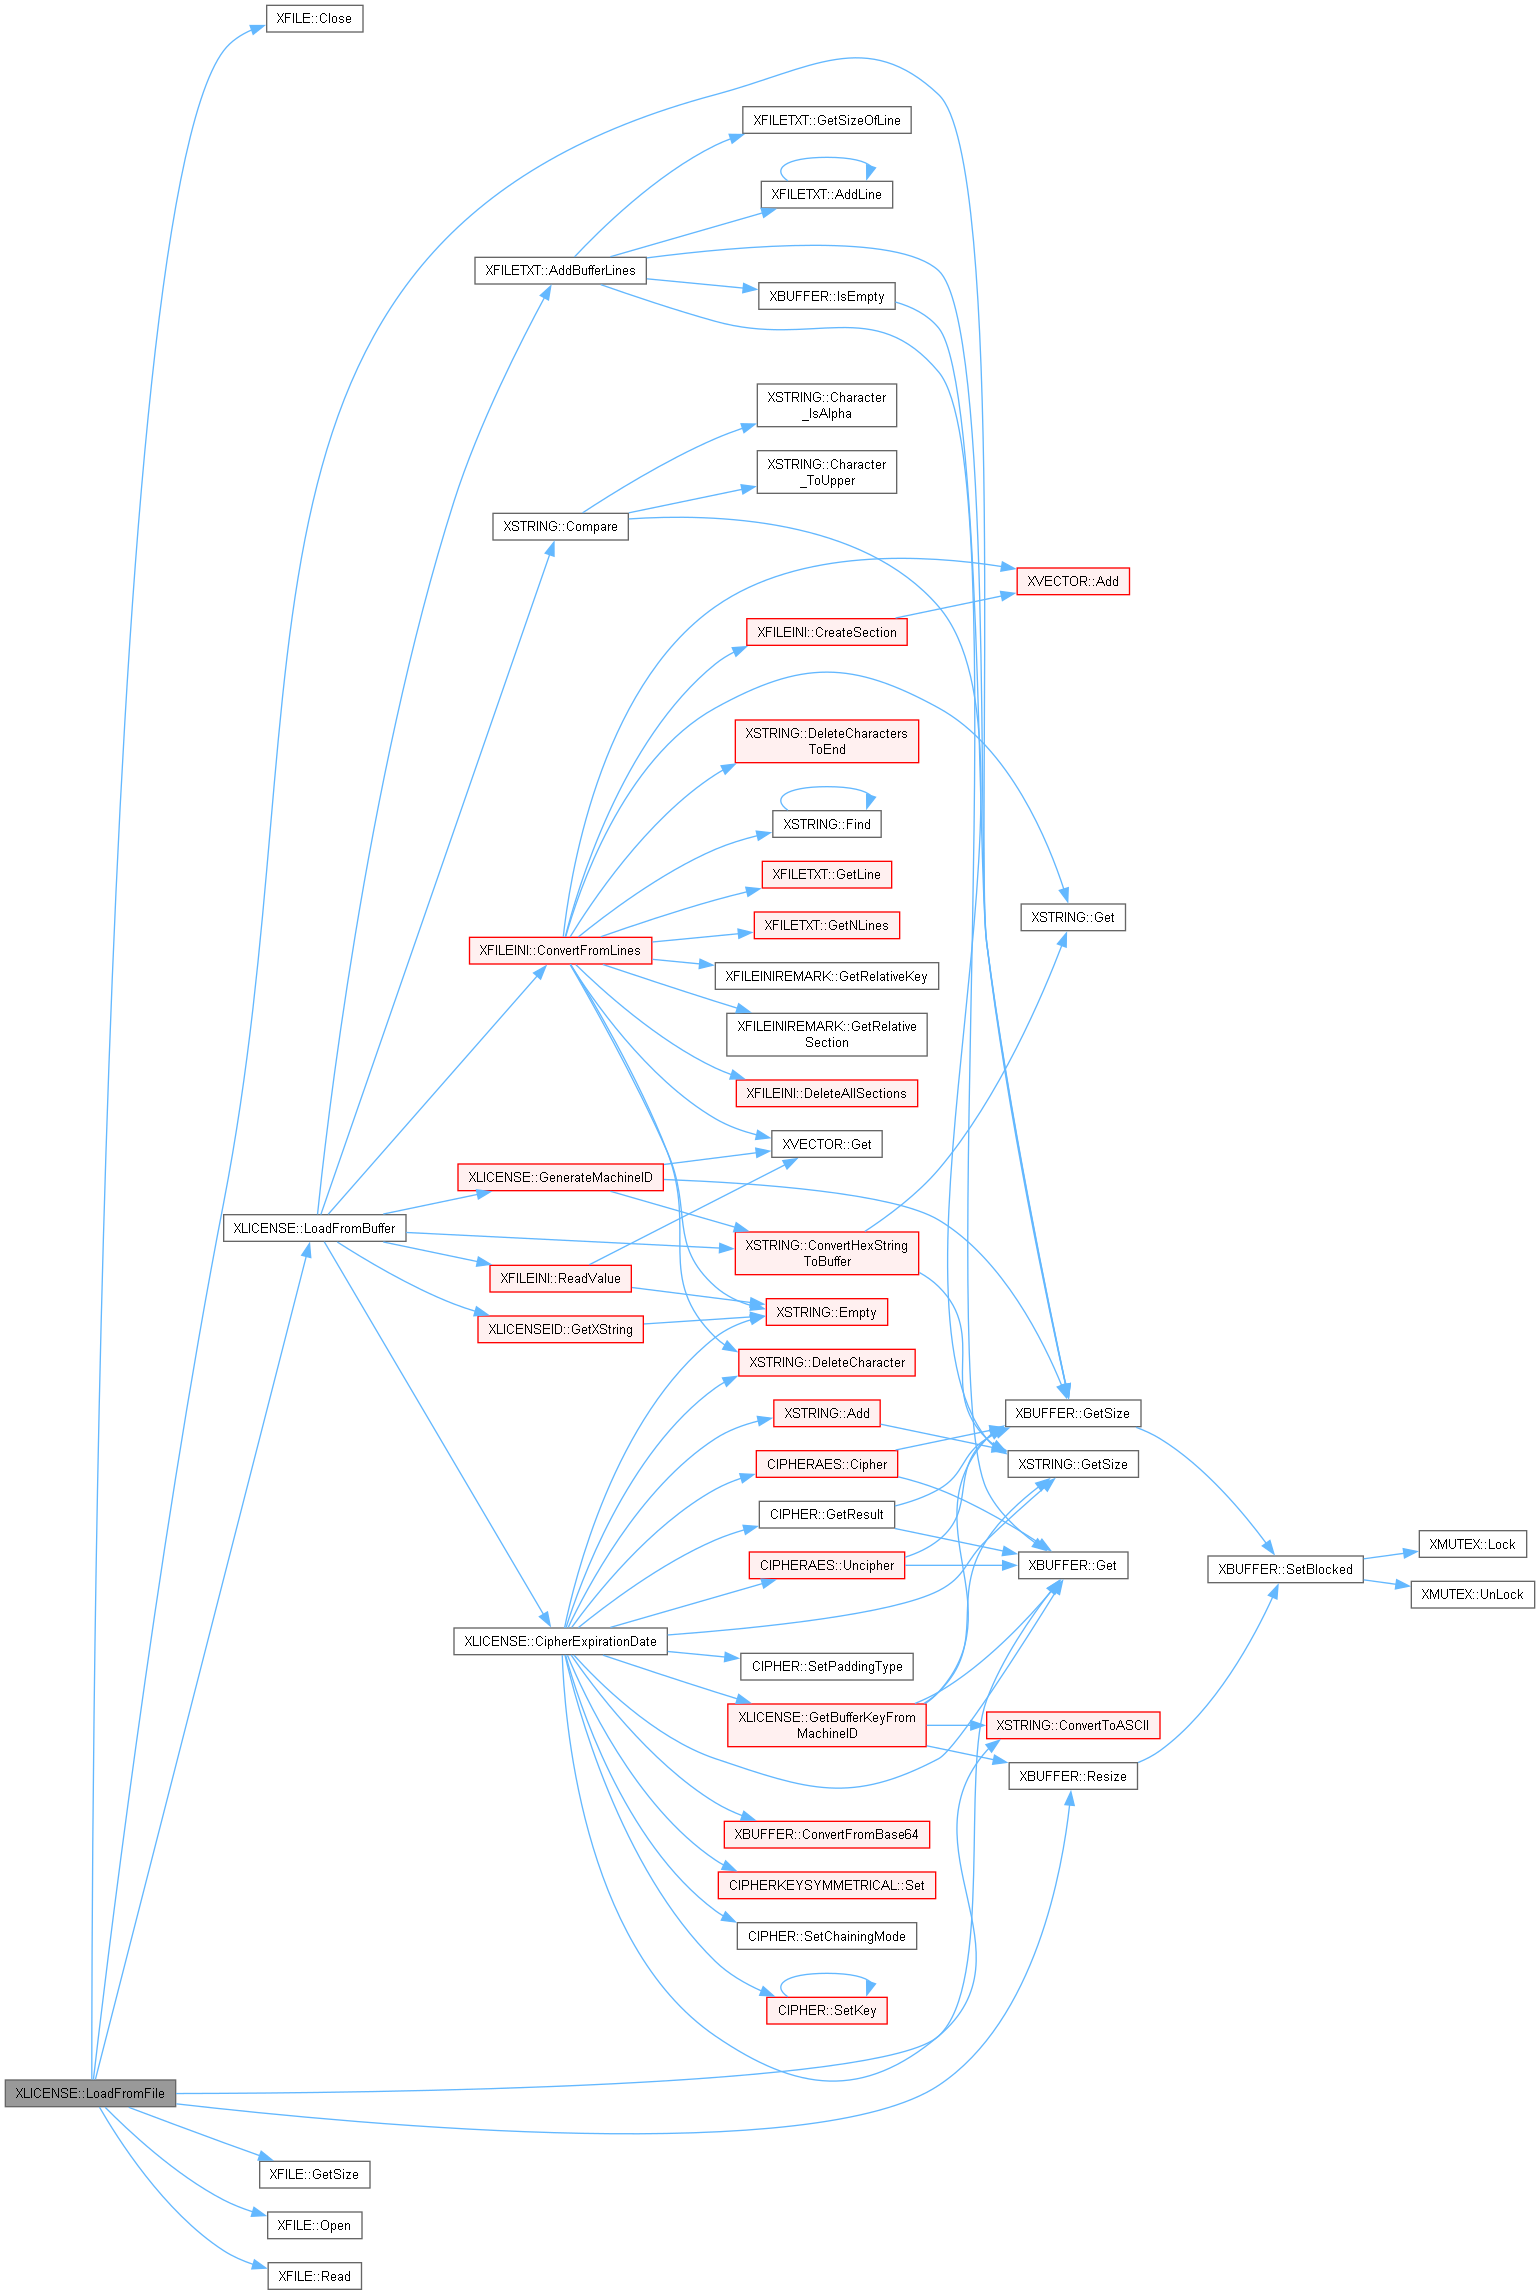 XFILE::Close
XFILETXT::GetSizeOfLine
XFILETXT::AddLine
XFILETXT::AddBufferLines
XBUFFER::IsEmpty
XSTRING::Character
_IsAlpha
XSTRING::Character
_ToUpper
XSTRING::Compare
XVECTOR::Add
XFILEINI::CreateSection
XSTRING::DeleteCharacters
ToEnd
XSTRING::Find
XFILETXT::GetLine
XSTRING::Get
XFILETXT::GetNLines
XFILEINI::ConvertFromLines
XFILEINIREMARK::GetRelativeKey
XFILEINIREMARK::GetRelative
Section
XFILEINI::DeleteAllSections
XVECTOR::Get
XLICENSE::GenerateMachineID
XLICENSE::LoadFromBuffer
XSTRING::ConvertHexString
ToBuffer
XFILEINI::ReadValue
XSTRING::Empty
XLICENSEID::GetXString
XSTRING::DeleteCharacter
XSTRING::Add
XBUFFER::GetSize
CIPHERAES::Cipher
XSTRING::GetSize
CIPHER::GetResult
CIPHERAES::Uncipher
XBUFFER::Get
XBUFFER::SetBlocked
XMUTEX::Lock
XMUTEX::UnLock
XLICENSE::CipherExpirationDate
CIPHER::SetPaddingType
XLICENSE::GetBufferKeyFrom
MachineID
XSTRING::ConvertToASCII
XBUFFER::Resize
XBUFFER::ConvertFromBase64
CIPHERKEYSYMMETRICAL::Set
CIPHER::SetChainingMode
CIPHER::SetKey
XLICENSE::LoadFromFile
XFILE::GetSize
XFILE::Open
XFILE::Read